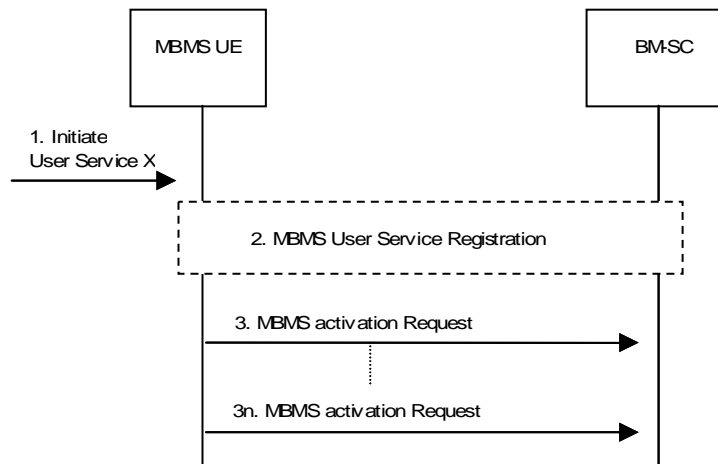 MBMS UE
BM-SC
1. Initiate
User Service X
2. MBMS User Service Registration
3. MBMS activation Request
3n. MBMS activation Request